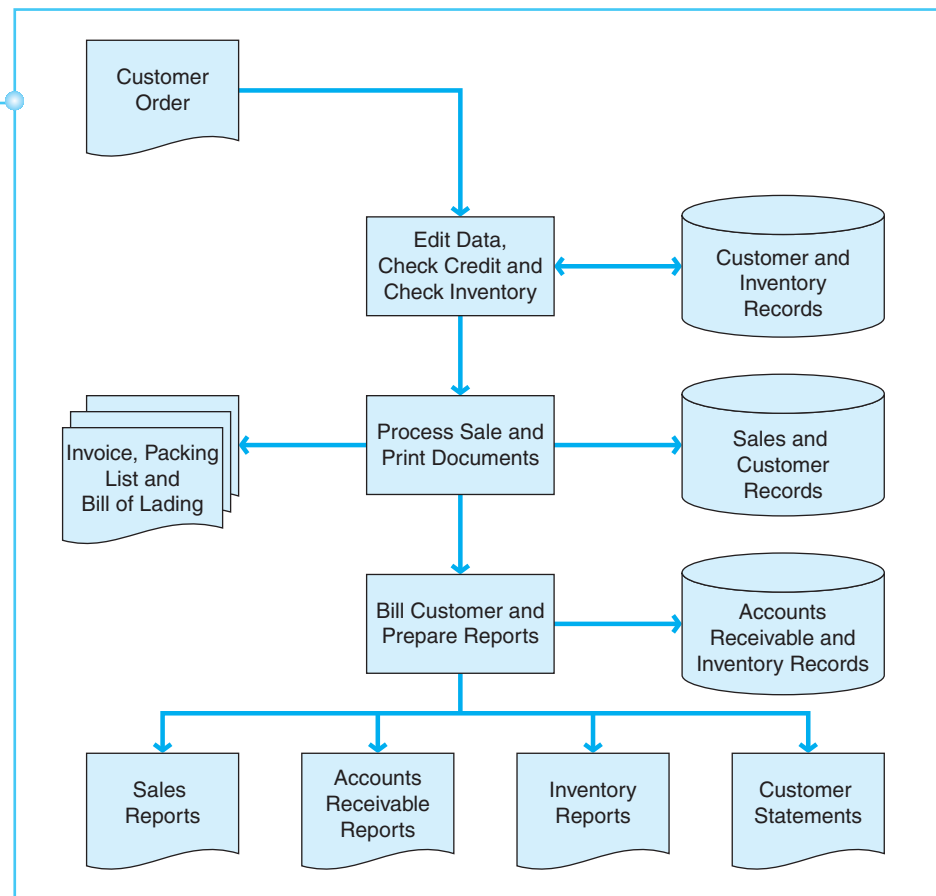 Customer
Order
Edit Data,
Check Credit and
Check Inventory
Customer and
Inventory
Records
Invoice, Packing
List and
Bill of Lading
Process Sale and
Print Documents
Sales and
Customer
Records
Bill Customer and
Prepare Reports
Accounts
Receivable and
Inventory Records
Sales
Reports
Accounts
Receivable
Reports
Inventory
Reports
Customer
Statements